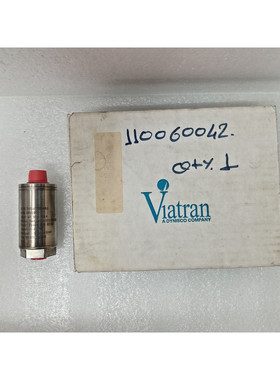 110060042.
QTY. 1
Viatran
A DYNISCO COMPANY